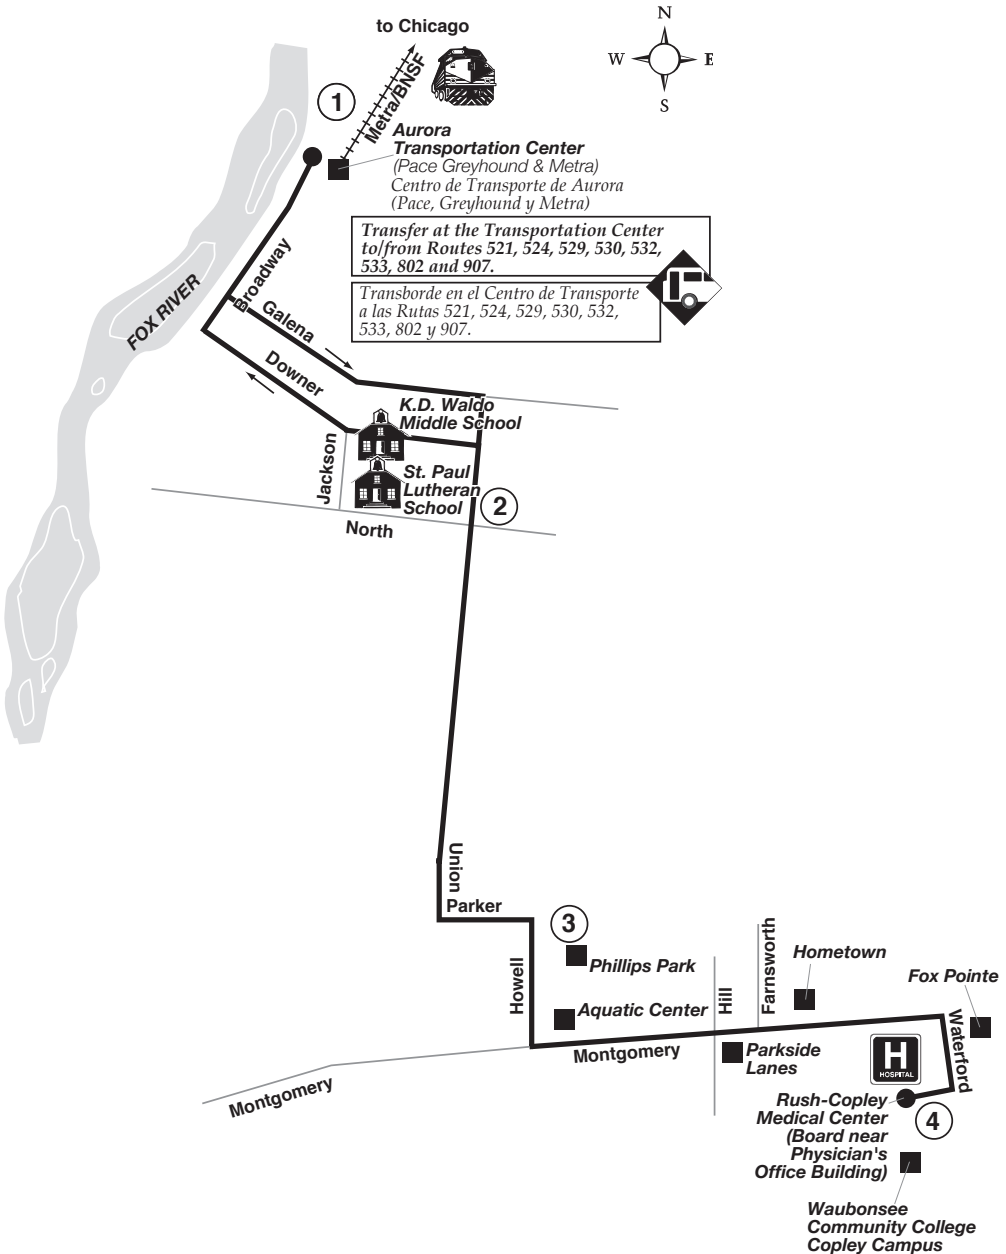 to Chicago
N
W
E
S
1
Metra/BNSF
Aurora
Transportation Center
(Pace Greyhound & Metra)
Centro de Transporte de Aurora
(Pace, Greyhound y Metra)
Transfer at the Transportation Center
to/from Routes 521, 524, 529, 530, 532,
533, 802 and 907.
Transborde en el Centro de Transporte
a las Rutas 521, 524, 529, 530, 532,
533, 802 y 907.
Broadway
FOX RIVER
Galena
Downer
K.D. Waldo
Middle School
Jackson
St. Paul
Lutheran
School
2
North
Union
Parker
3
Phillips Park
Howell
Aquatic Center
Hill
Farnsworth
Hometown
Fox Pointe
Waterford
Montgomery
Parkside
Lanes
H
HOSPITAL
Montgomery
Rush-Copley
Medical Center
(Board near
Physician's
Office Building)
4
Waubonsee
Community College
Copley Campus